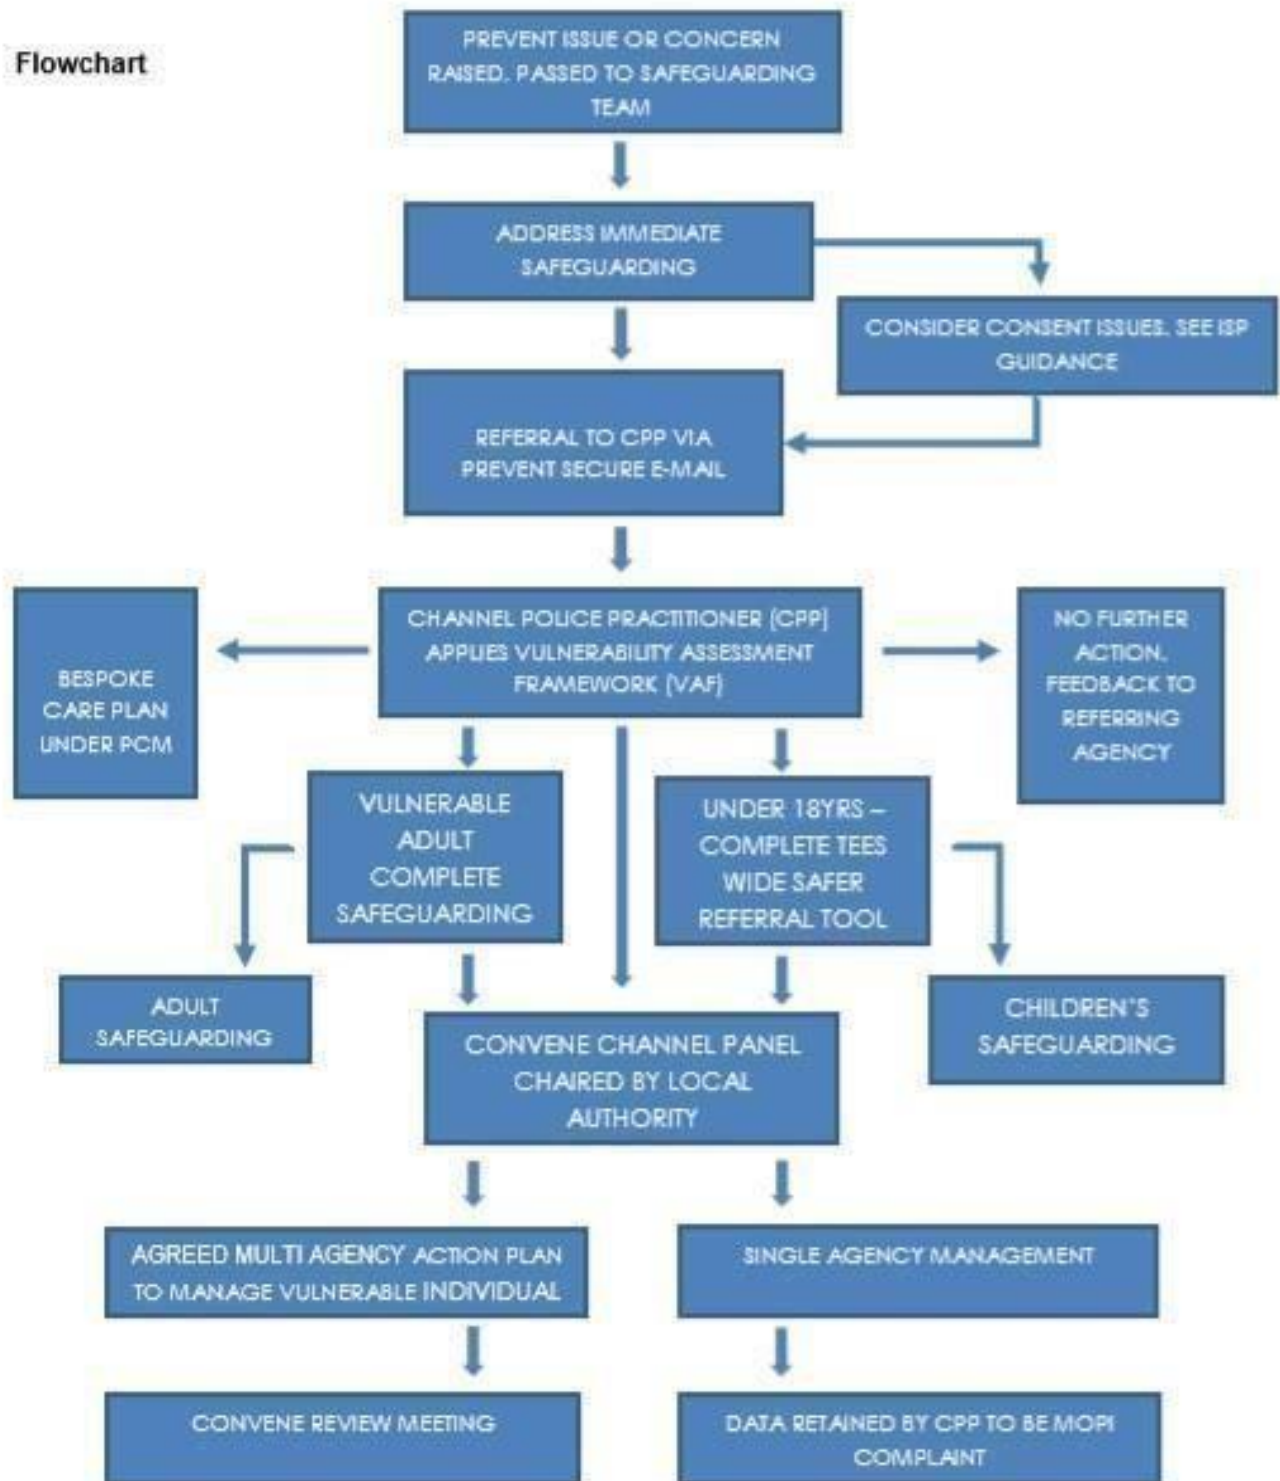 Flowchart
PREVENT ISSUE OR CONCERN
RAISED. PASSED TO SAFEGUARDING
TEAM
ADDRESS IMMEDIATE
SAFEGUARDING
CONSIDER CONSENT ISSUES. SEE ISP
GUIDANCE
REFERRAL TO CPP VIA
PREVENT SECURE E-MAIL
BESPOKE
CARE PLAN
UNDER PCM
CHANNEL POLICE PRACTITIONER (CPP)
APPLIES VULNERABILITY ASSESSMENT
FRAMEWORK (VAF)
NO FURTHER
ACTION.
FEEDBACK TO
REFERRING
AGENCY
VULNERABLE
ADULT
COMPLETE
SAFEGUARDING
UNDER 18YRS –
COMPLETE TEES
WIDE SAFER
REFERRAL TOOL
ADULT
SAFEGUARDING
CONVENE CHANNEL PANEL
CHAIRED BY LOCAL
AUTHORITY
CHILDREN'S
SAFEGUARDING
AGREED MULTI AGENCY ACTION PLAN
TO MANAGE VULNERABLE INDIVIDUAL
SINGLE AGENCY MANAGEMENT
CONVENE REVIEW MEETING
DATA RETAINED BY CPP TO BE MOPI
COMPLAINT